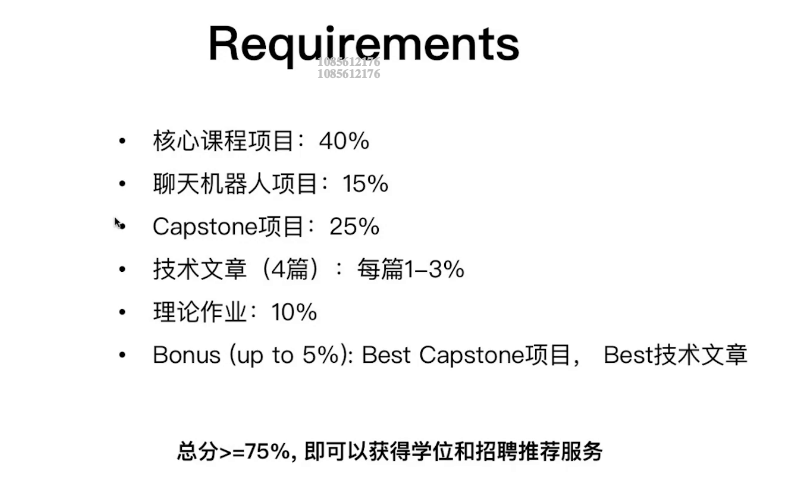 Requirements
1085612176
1085612176
• 核心课程项目：40%
• 聊天机器人项目：15%
• Capstone项目：25%
• 技术文章（4篇）：每篇1-3%
• 理论作业：10%
• Bonus (up to 5%): Best Capstone项目， Best技术文章
总分>=75%, 即可以获得学位和招聘推荐服务